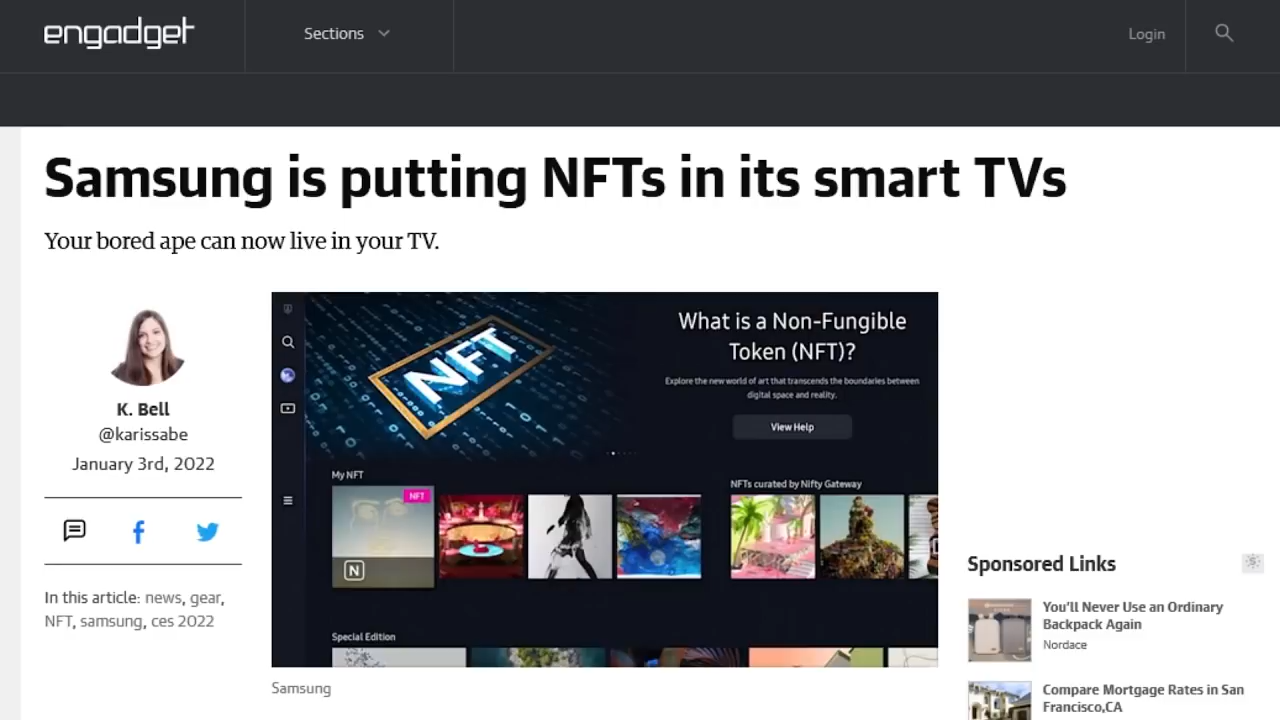 engadget
Sections
Login
Samsung is putting NFTs in its smart TVs
Your bored ape can now live in your TV.
K. Bell
@karissabe
January 3rd, 2022
In this article: news, gear,
NFT, samsung, ces 2022
NFT
What is a Non-Fungible
Token (NFT)?
Explore the new world of art that transcends the boundaries between
digital space and reality.
View Help
My NFT
NFT
N
NFTs curated by Nifty Gateway
Special Edition
Samsung
Sponsored Links
You'll Never Use an Ordinary
Backpack Again
Nordace
Compare Mortgage Rates in San
Francisco,CA